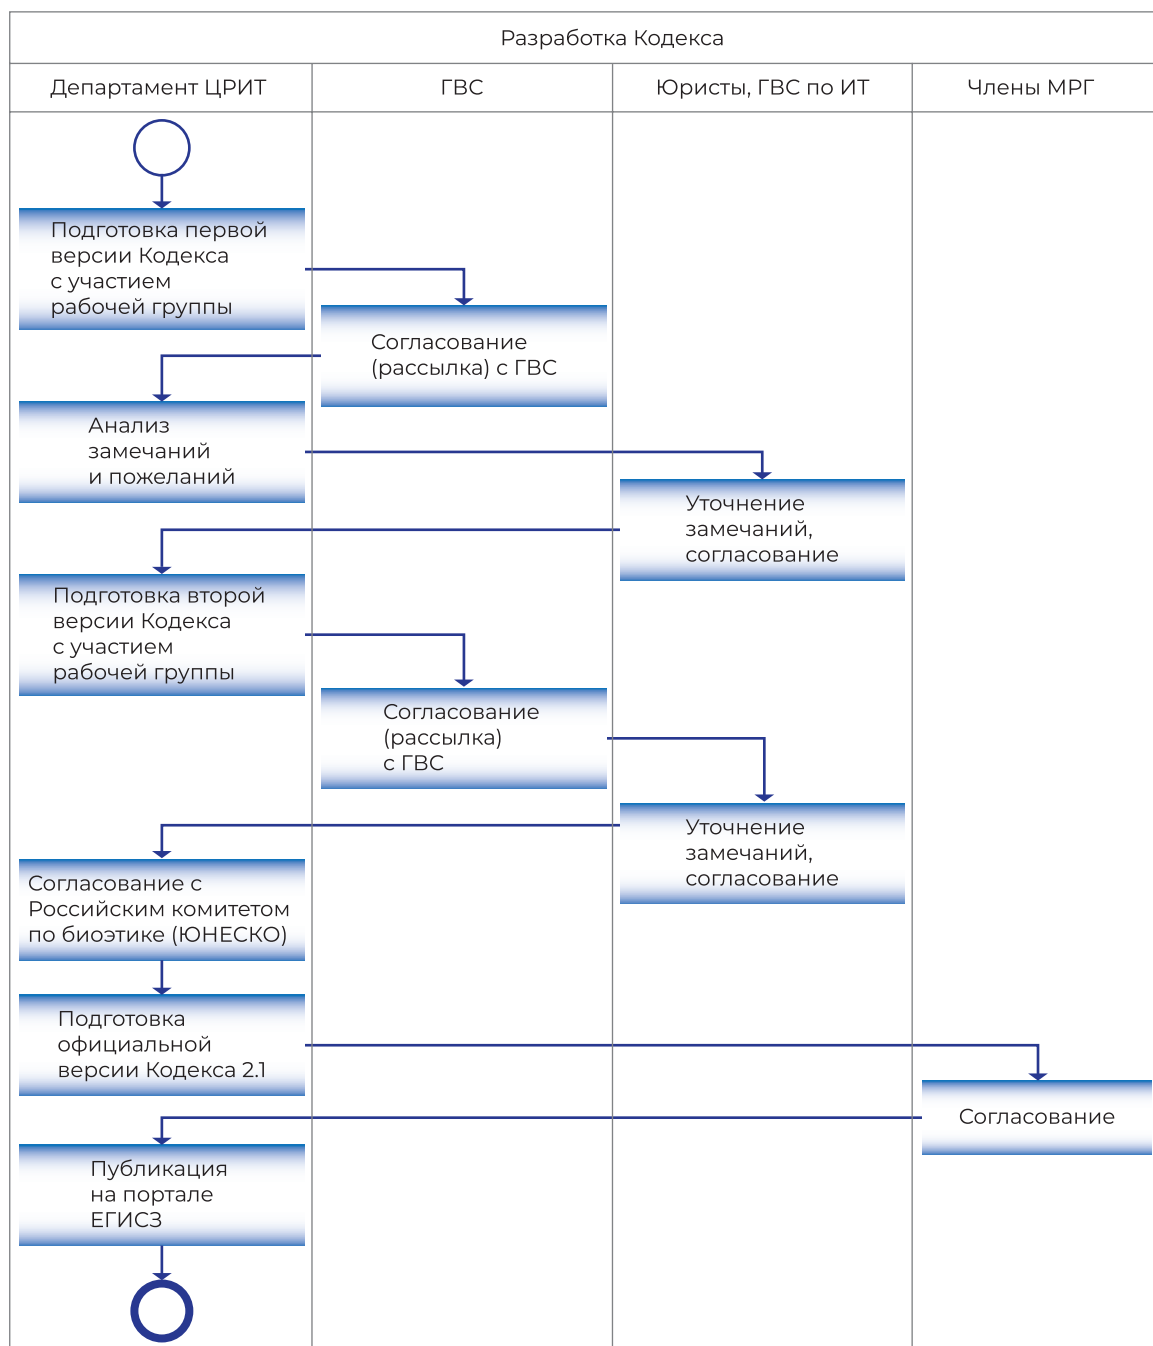 Разработка Кодекса
Департамент ЦРИТ
ГВС
Юристы, ГВС по ИТ
Члены МРГ
Подготовка первой
версии Кодекса
с участием
рабочей группы
Согласование
(рассылка) с ГВС
Анализ
замечаний
и пожеланий
Уточнение
замечаний,
согласование
Подготовка второй
версии Кодекса
с участием
рабочей группы
Согласование
(рассылка)
с ГВС
Уточнение
замечаний,
согласование
Согласование с
Российским комитетом
по биоэтике (ЮНЕСКО)
Подготовка
официальной
версии Кодекса 2.1
Согласование
Публикация
на портале
ЕГИСЗ